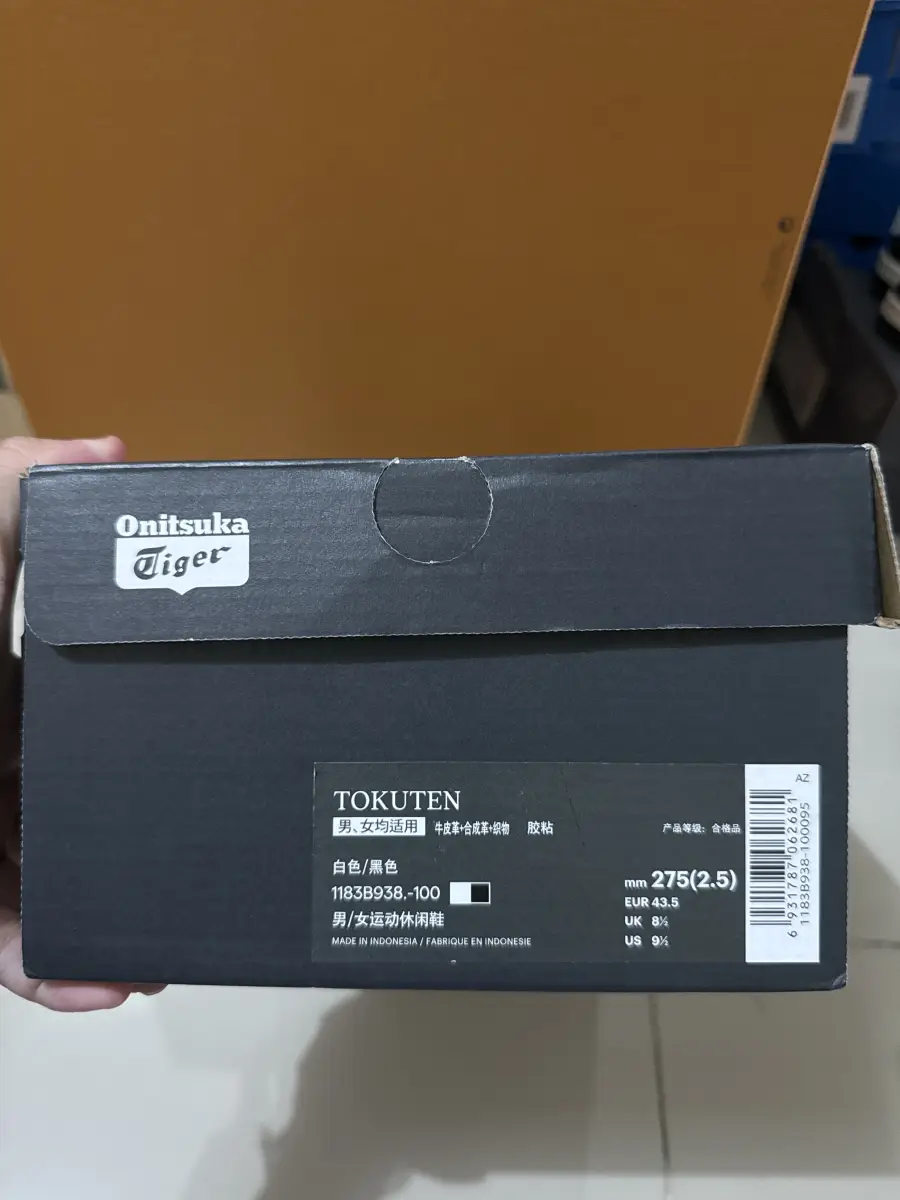 Onitsuka
Tiger
TOKUTEN
男、女均适用 牛皮革+合成革+织物 胶粘
产品等级：合格品
白色/黑色
1183B938.-100
男/女运动休闲鞋
MADE IN INDONESIA / FABRIQUE EN INDONESIE
mm 275(2.5)
EUR 43.5
UK 8½
US 9½
AZ
6 931787 062681
1183B938-100095